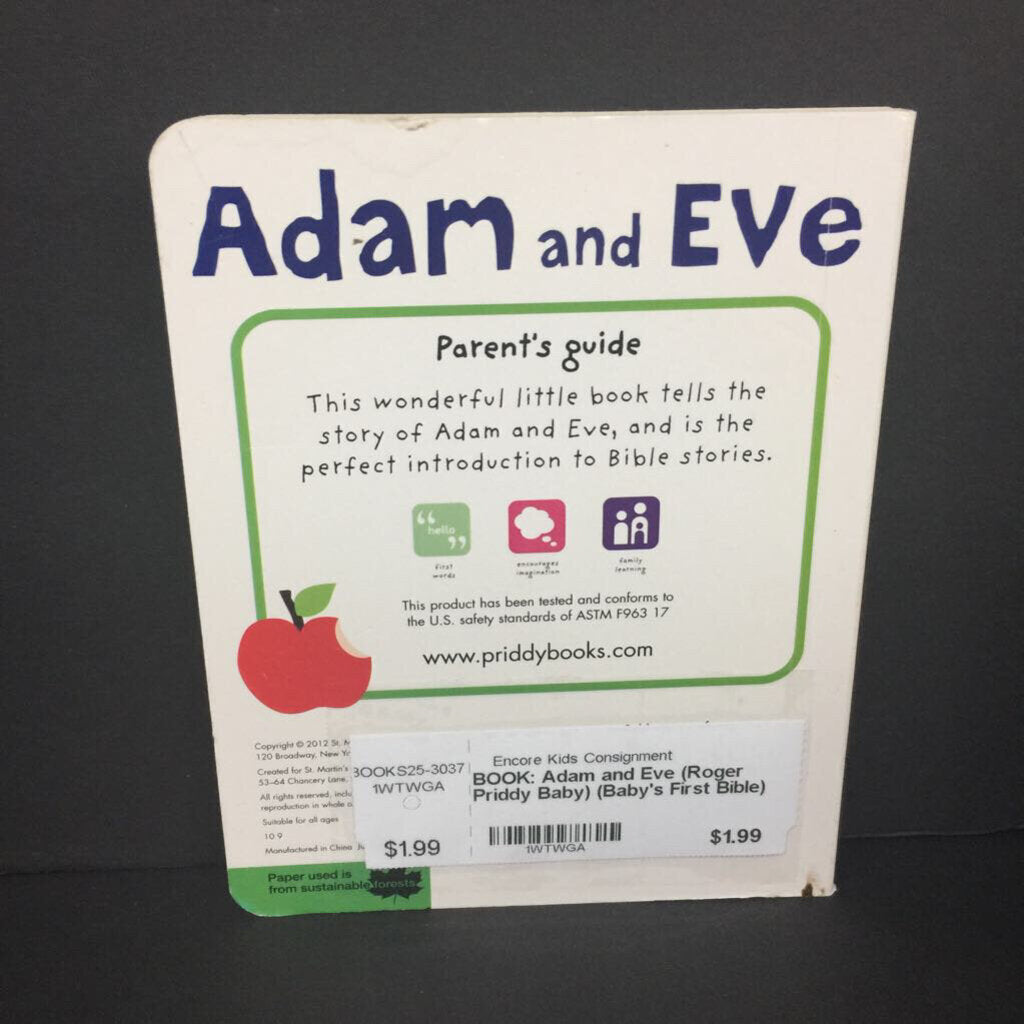 Adam and Eve
Parent's guide
This wonderful little book tells the
story of Adam and Eve, and is the
perfect introduction to Bible stories.
“ hello ”
first
words
encourages
imagination
family
learning
This product has been tested and conforms to
the U.S. safety standards of ASTM F963 17
www.priddybooks.com
Copyright © 2012 St. M
120 Broadway, New Y
Created for St. Martin's
53–64 Chancery Lane,
All rights reserved, inclu
reproduction in whole o
Suitable for all ages
10 9
Manufactured in China Ju
Paper used is
from sustainable forests
BOOKS25-3037
1WTWGA
$1.99
Encore Kids Consignment
BOOK: Adam and Eve (Roger
Priddy Baby) (Baby's First Bible)
1WTWGA
$1.99